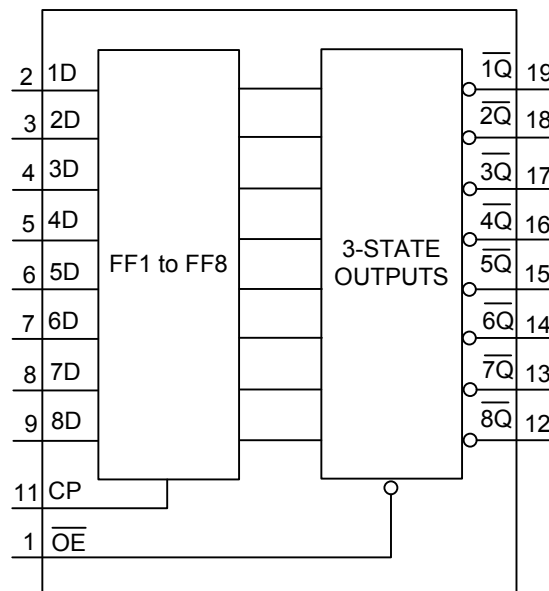 2 1D 1Q̅ 19
3 2D 2Q̅ 18
4 3D 3Q̅ 17
5 4D 4Q̅ 16
6 5D FF1 to FF8 3-STATE OUTPUTS 5Q̅ 15
7 6D 6Q̅ 14
8 7D 7Q̅ 13
9 8D 8Q̅ 12
11 CP
1 O̅E̅